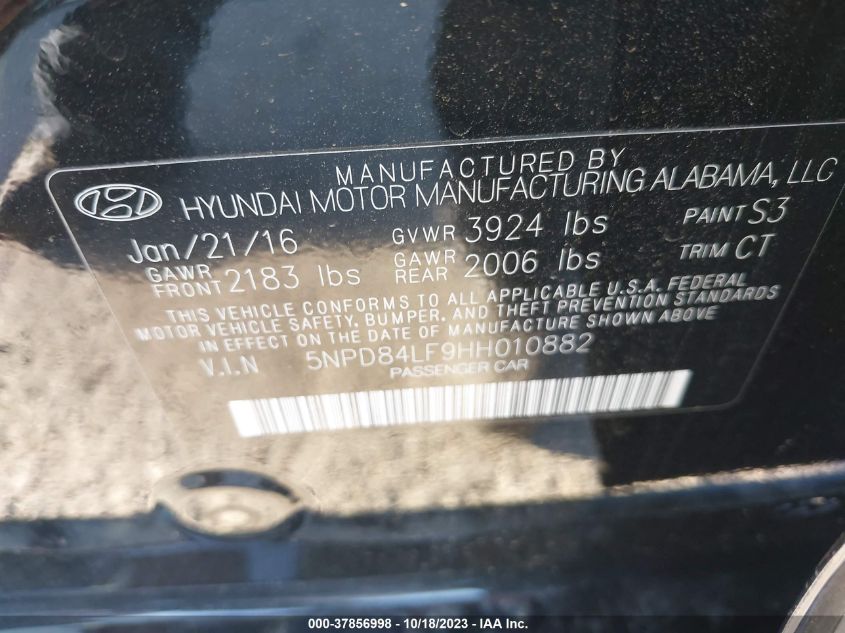 MANUFACTURED BY
HYUNDAI MOTOR MANUFACTURING ALABAMA, LLC
Jan/21/16 GVWR 3924 lbs PAINT S3
GAWR FRONT 2183 lbs GAWR REAR 2006 lbs TRIM CT
THIS VEHICLE CONFORMS TO ALL APPLICABLE U.S.A. FEDERAL
MOTOR VEHICLE SAFETY, BUMPER, AND THEFT PREVENTION STANDARDS
IN EFFECT ON THE DATE OF MANUFACTURE SHOWN ABOVE
V.I.N 5NPD84LF9HH010882
PASSENGER CAR
000-37856998 - 10/18/2023 - IAA Inc.